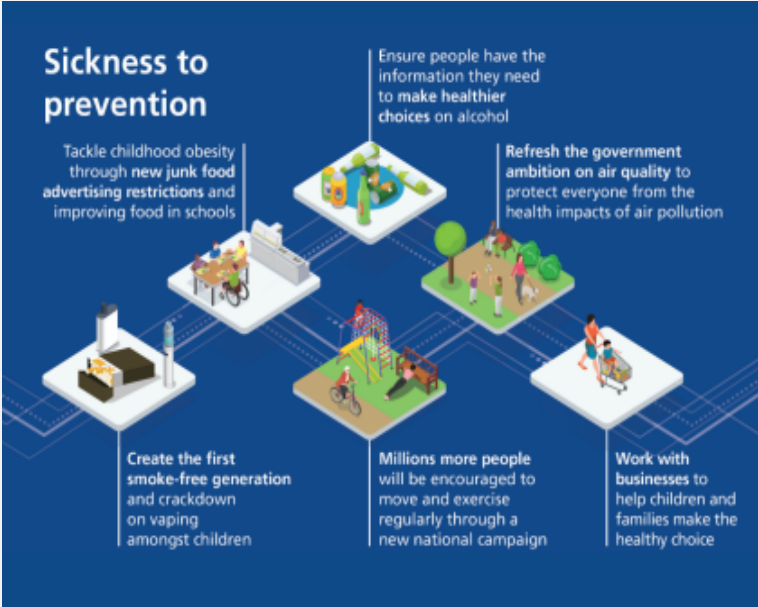 Sickness to
prevention
Ensure people have the
information they need
to make healthier
choices on alcohol
Tackle childhood obesity
through new junk food
advertising restrictions and
improving food in schools
Refresh the government
ambition on air quality to
protect everyone from the
health impacts of air pollution
Create the first
smoke-free generation
and crackdown
on vaping
amongst children
Millions more people
will be encouraged to
move and exercise
regularly through a
new national campaign
Work with
businesses to
help children and
families make the
healthy choice